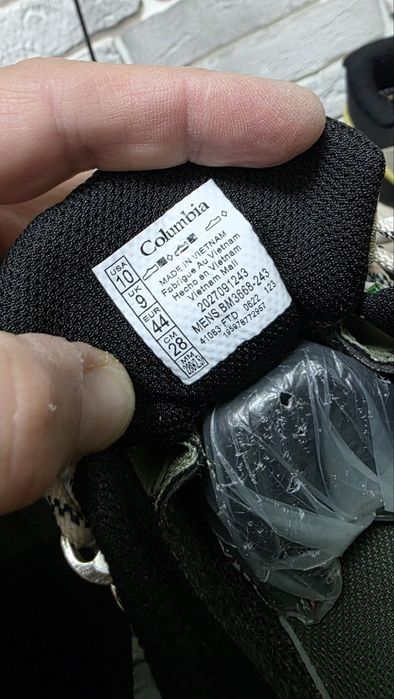 Columbia
USA
10
UK
9
EUR
44
CM
28
MADE IN VIETNAM
Fabriqué Au Vietnam
Hecho en Vietnam
Vietnam Mali
2027091243
MENS.BM3668-243
41083 FTD 0622 123